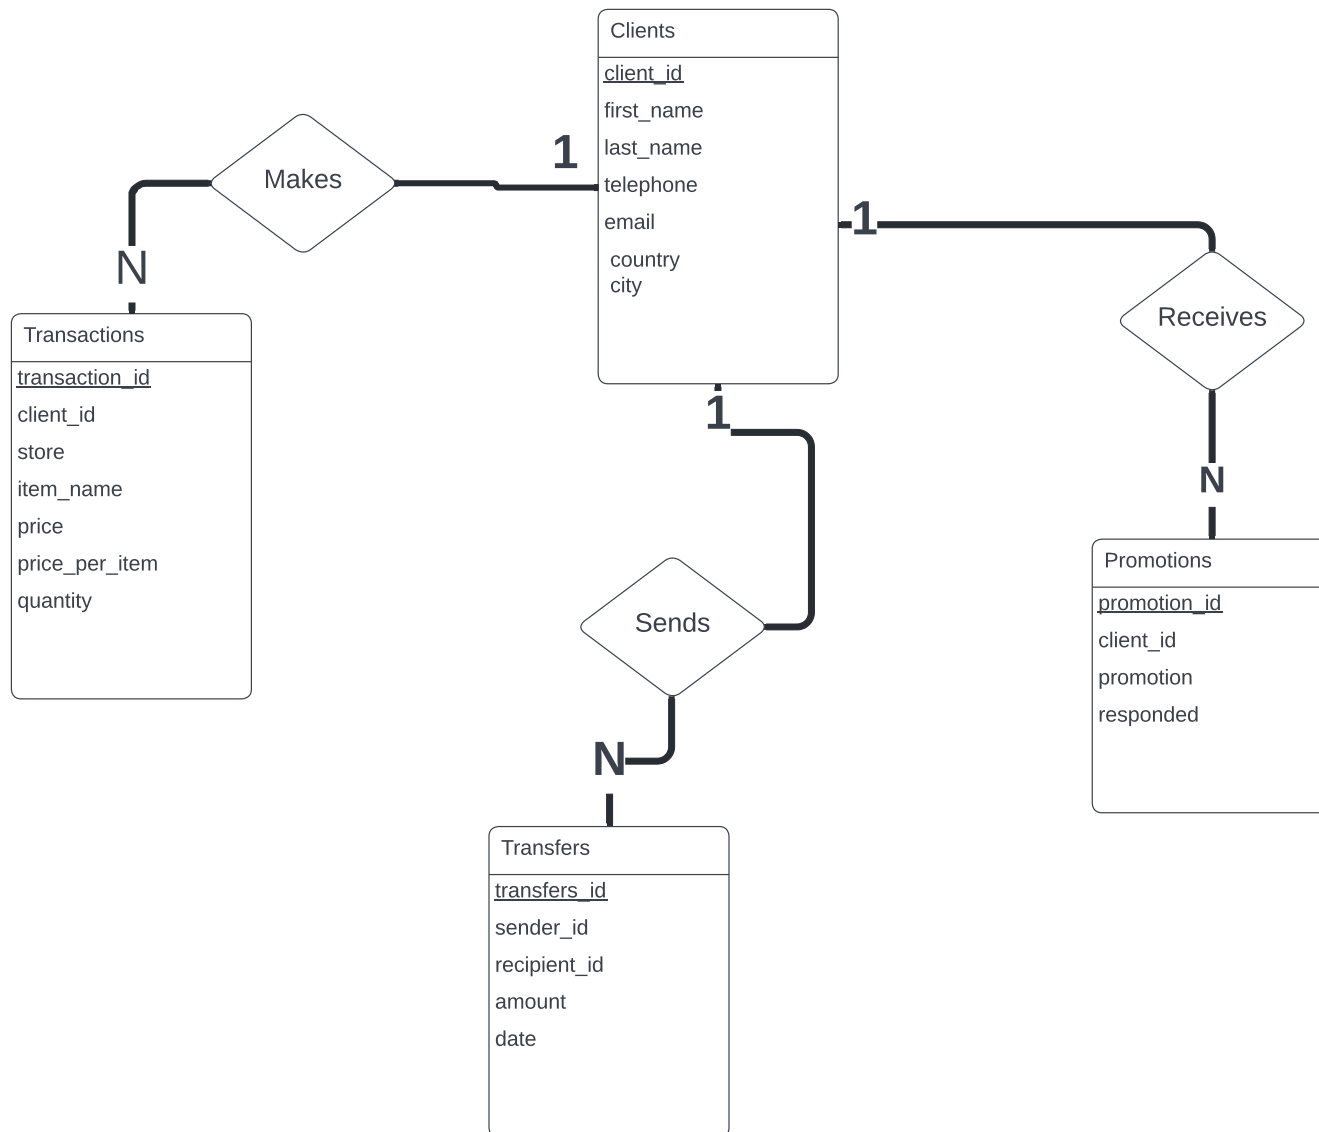 Clients
client_id
first_name
last_name
telephone
email
country
city
1
Makes
N
Transactions
transaction_id
client_id
store
item_name
price
price_per_item
quantity
1
Receives
N
Promotions
promotion_id
client_id
promotion
responded
1
Sends
N
Transfers
transfers_id
sender_id
recipient_id
amount
date